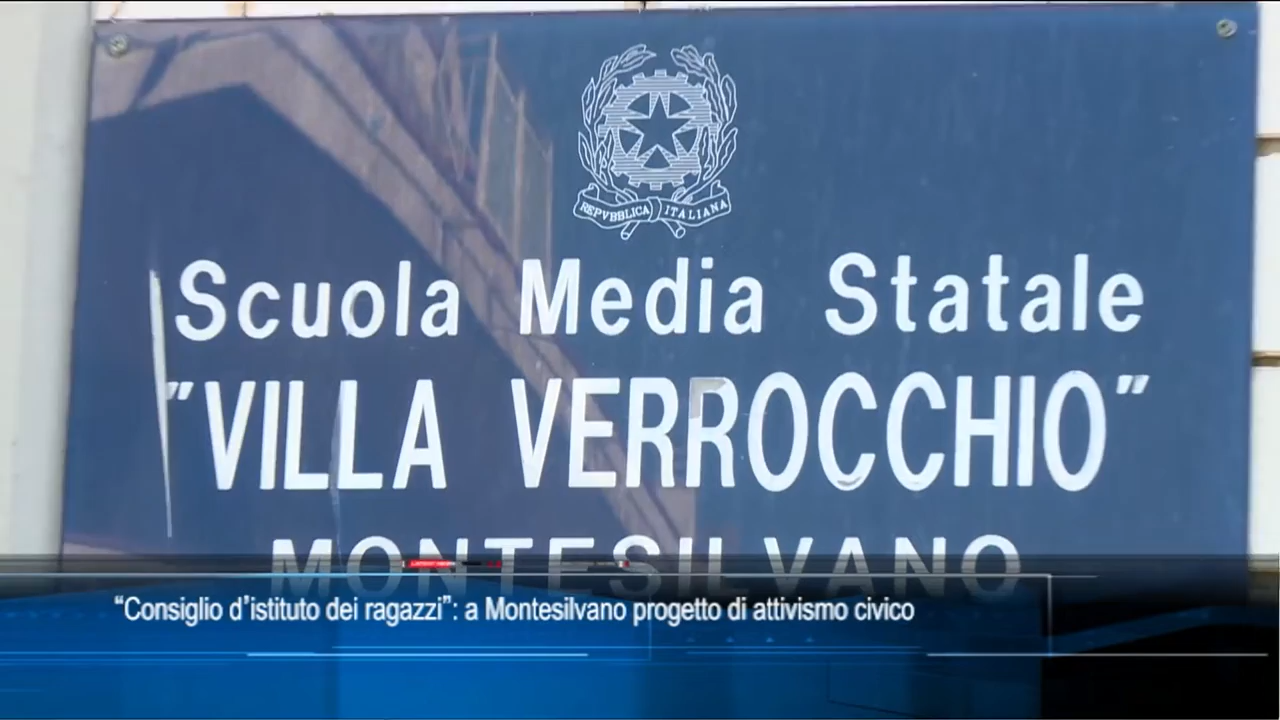 REPVBBLICA ITALIANA
Scuola Media Statale
"VILLA VERROCCHIO"
MONTESILVANO
“Consiglio d'istituto dei ragazzi”: a Montesilvano progetto di attivismo civico